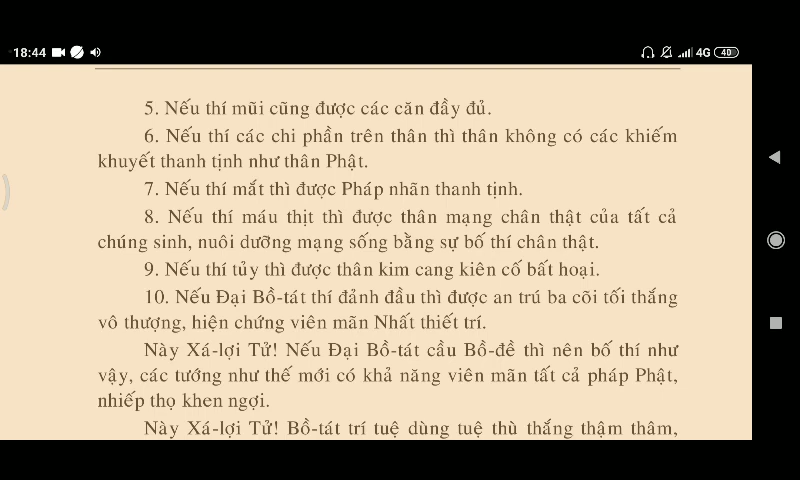 18:44
4G 40
5. Nếu thí mũi cũng được các căn đầy đủ.
6. Nếu thí các chi phần trên thân thì thân không có các khiếm
khuyết thanh tịnh như thân Phật.
7. Nếu thí mắt thì được Pháp nhãn thanh tịnh.
8. Nếu thí máu thịt thì được thân mạng chân thật của tất cả
chúng sinh, nuôi dưỡng mạng sống bằng sự bố thí chân thật.
9. Nếu thí tủy thì được thân kim cang kiên cố bất hoại.
10. Nếu Đại Bồ-tát thí đảnh đầu thì được an trú ba cõi tối thắng
vô thượng, hiện chứng viên mãn Nhất thiết trí.
Này Xá-lợi Tử! Nếu Đại Bồ-tát cầu Bồ-đề thì nên bố thí như
vậy, các tướng như thế mới có khả năng viên mãn tất cả pháp Phật,
nhiếp thọ khen ngợi.
Này Xá-lợi Tử! Bồ-tát trí tuệ dùng tuệ thù thắng thậm thâm,